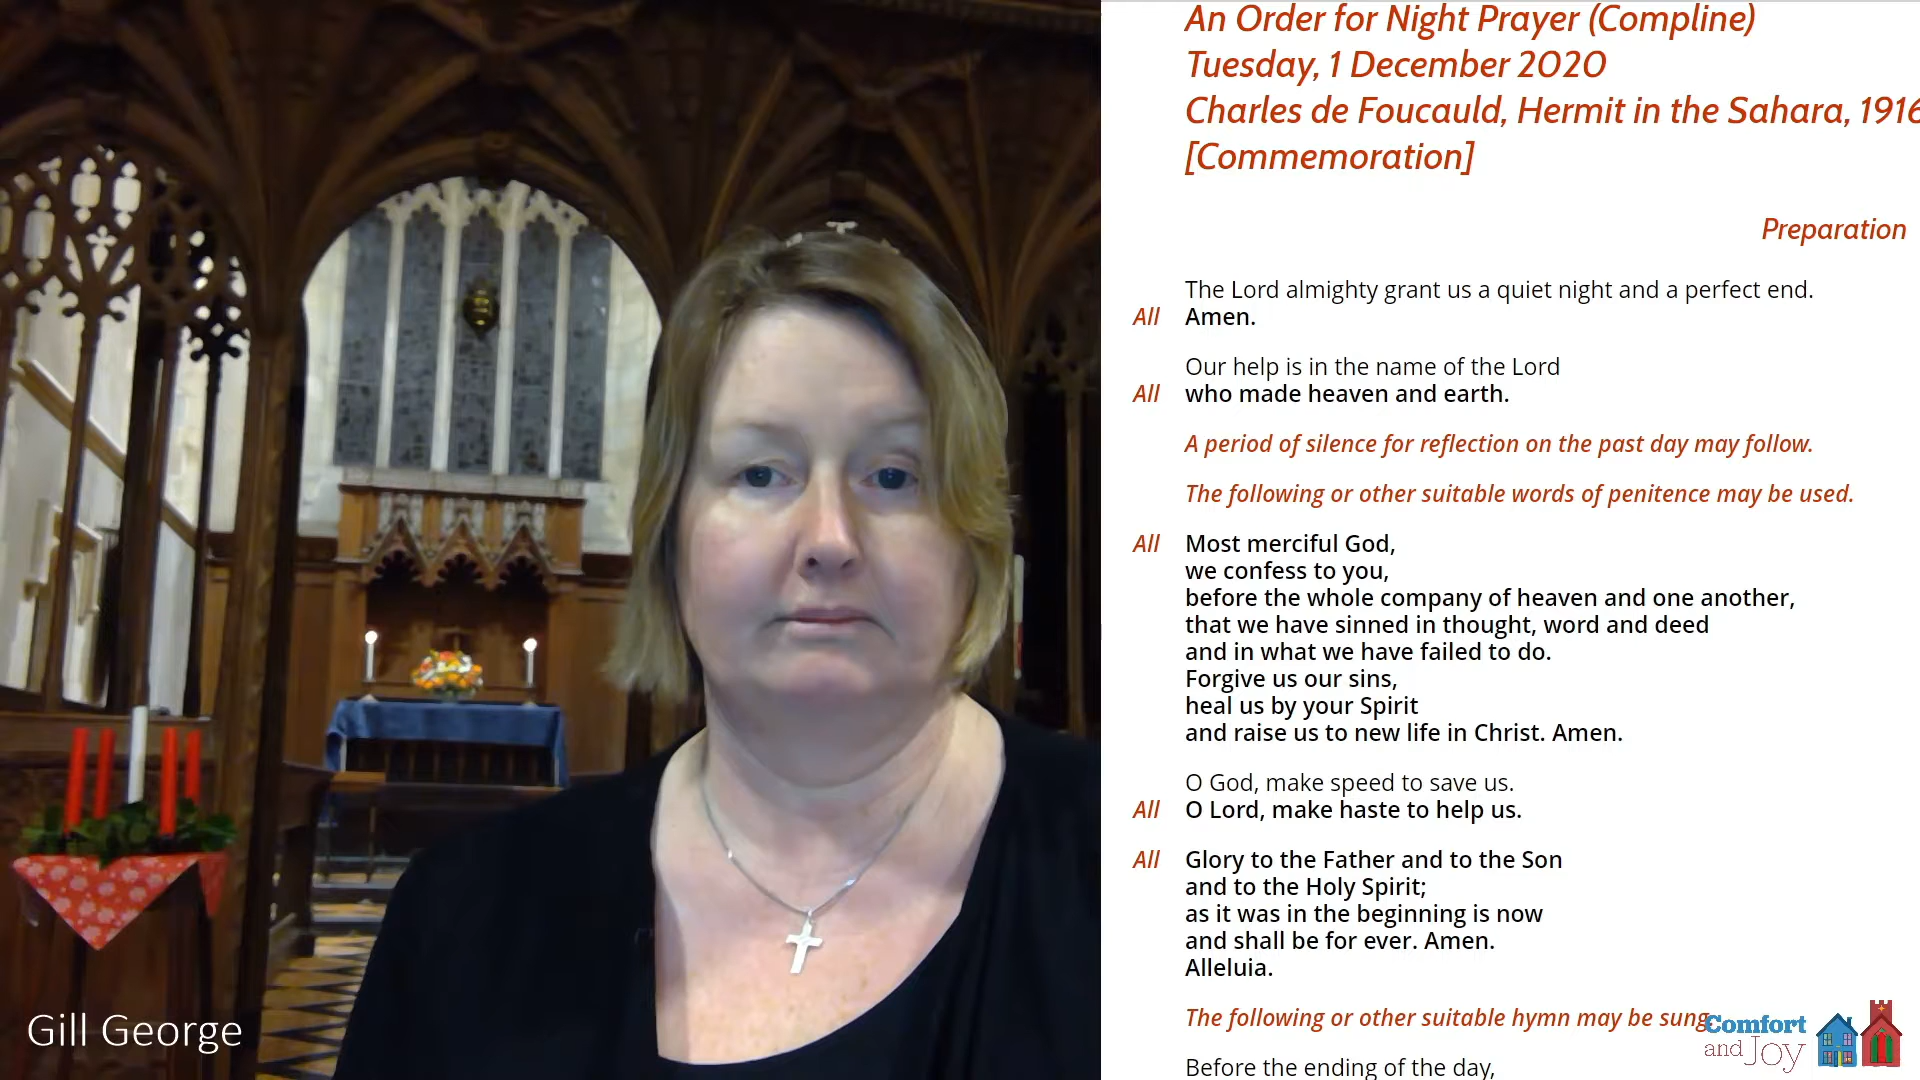 An Order for Night Prayer (Compline)
Tuesday, 1 December 2020
Charles de Foucauld, Hermit in the Sahara, 1916
[Commemoration]
Preparation
The Lord almighty grant us a quiet night and a perfect end.
All Amen.
Our help is in the name of the Lord
All who made heaven and earth.
A period of silence for reflection on the past day may follow.
The following or other suitable words of penitence may be used.
All Most merciful God,
we confess to you,
before the whole company of heaven and one another,
that we have sinned in thought, word and deed
and in what we have failed to do.
Forgive us our sins,
heal us by your Spirit
and raise us to new life in Christ. Amen.
O God, make speed to save us.
All O Lord, make haste to help us.
All Glory to the Father and to the Son
and to the Holy Spirit;
as it was in the beginning is now
and shall be for ever. Amen.
Alleluia.
The following or other suitable hymn may be sung
Before the ending of the day,
Gill George
Comfort
and Joy